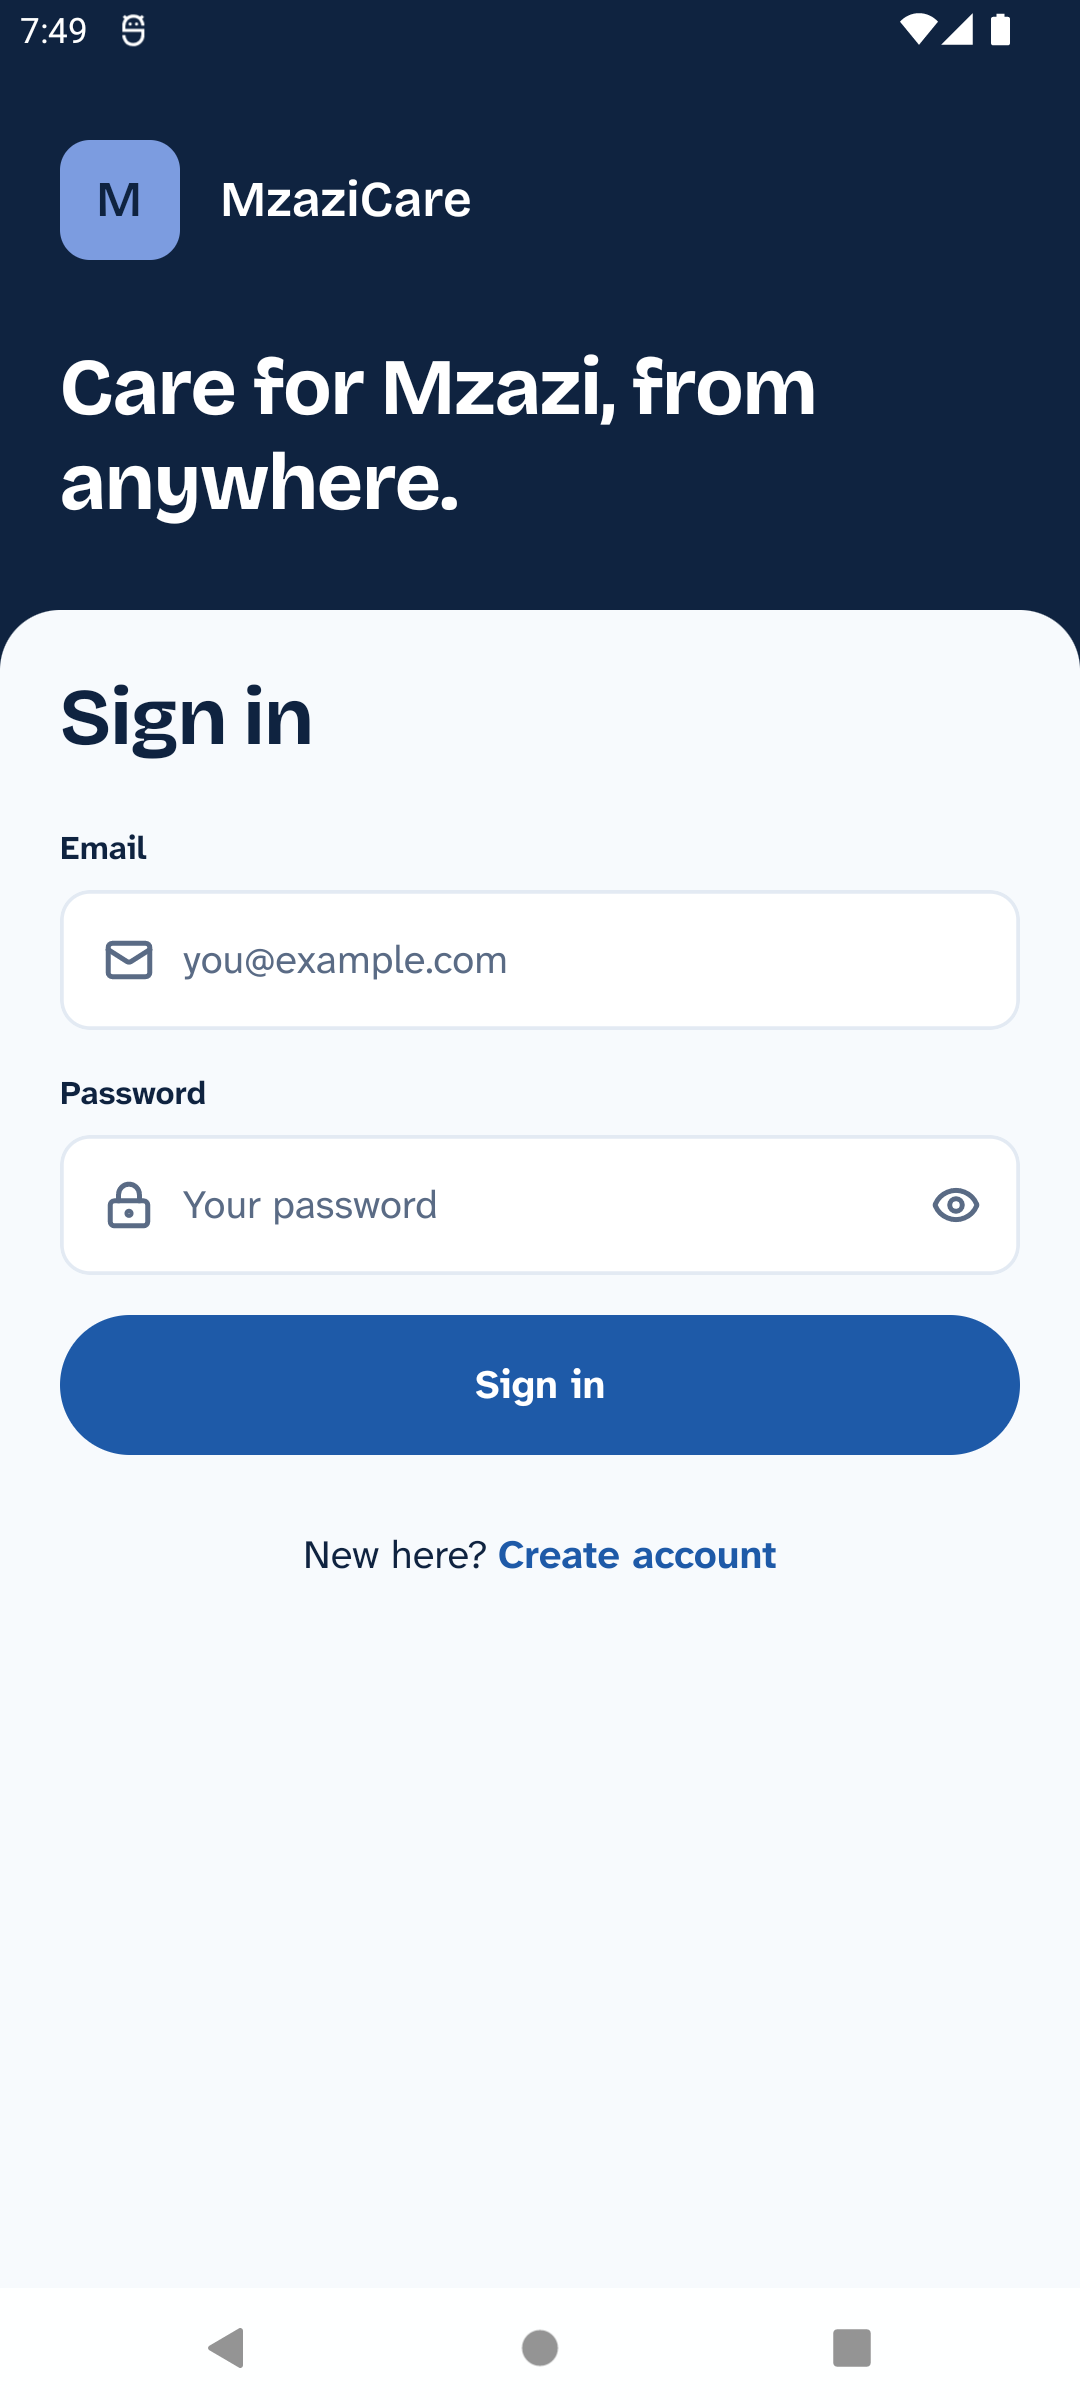 7:49
M
MzaziCare
Care for Mzazi, from
anywhere.
Sign in
Email
you@example.com
Password
Your password
Sign in
New here? Create account